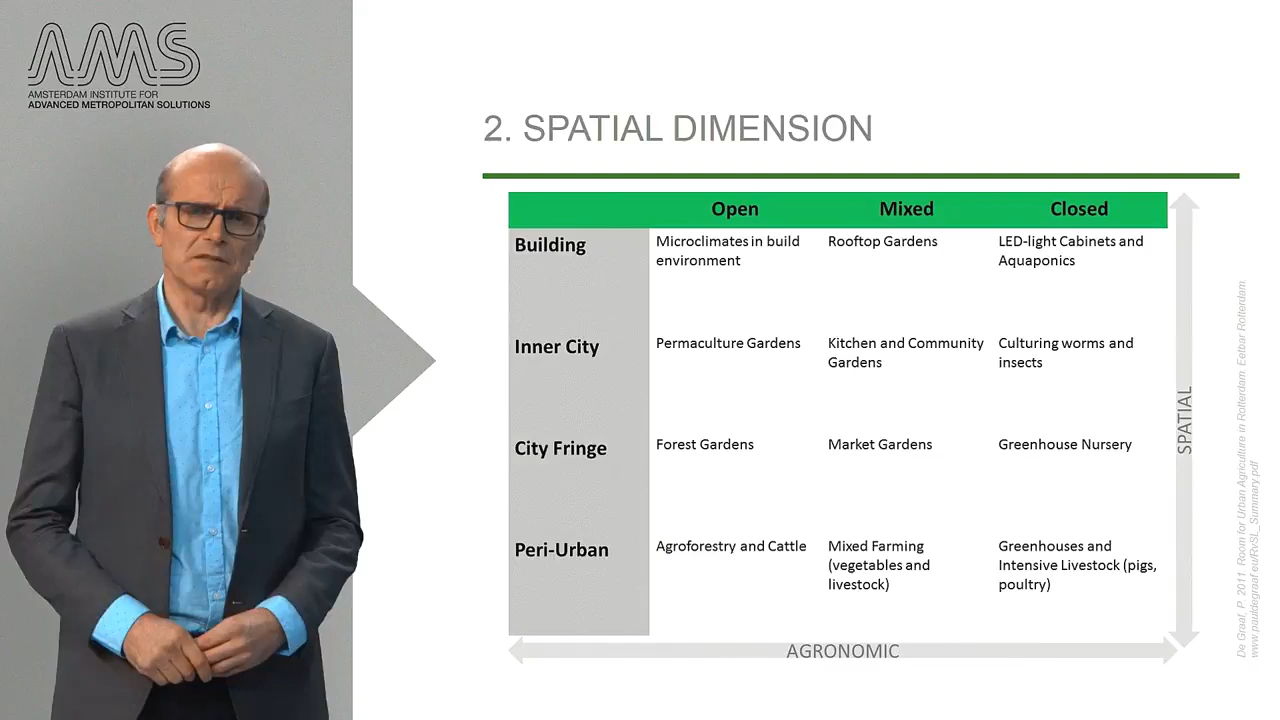 AMS
AMSTERDAM INSTITUTE FOR
ADVANCED METROPOLITAN SOLUTIONS
2. SPATIAL DIMENSION
Open Mixed Closed
Building
Microclimates in build
environment
Rooftop Gardens
LED-light Cabinets and
Aquaponics
Inner City
Permaculture Gardens
Kitchen and Community
Gardens
Culturing worms and
insects
City Fringe
Forest Gardens
Market Gardens
Greenhouse Nursery
Peri-Urban
Agroforestry and Cattle
Mixed Farming
(vegetables and
livestock)
Greenhouses and
Intensive Livestock (pigs,
poultry)
SPATIAL
AGRONOMIC
De Graaf, P. 2011. Room for Urban Agriculture in Rotterdam. Eetbar Rotterdam.
www.pauldegraaf.eu/RvSL_Summary.pdf